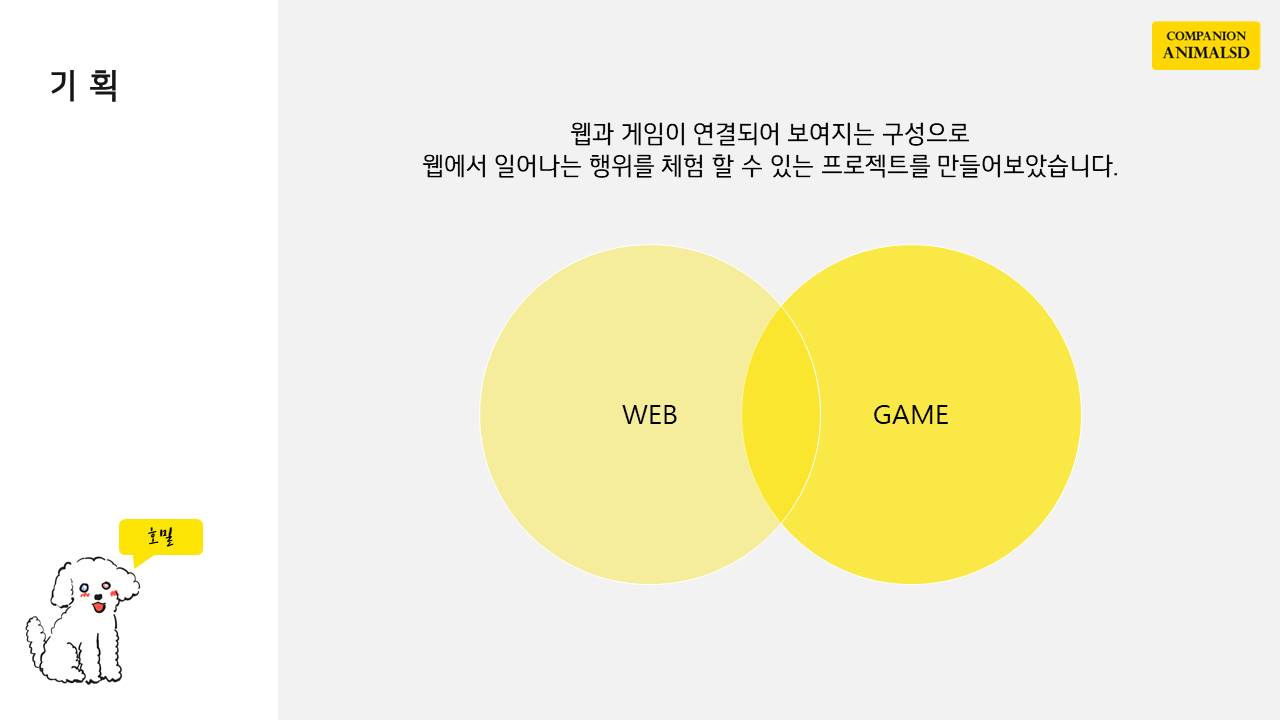 기 획
COMPANION
ANIMALSD
웹과 게임이 연결되어 보여지는 구성으로
웹에서 일어나는 행위를 체험 할 수 있는 프로젝트를 만들어보았습니다.
WEB
GAME
호밀